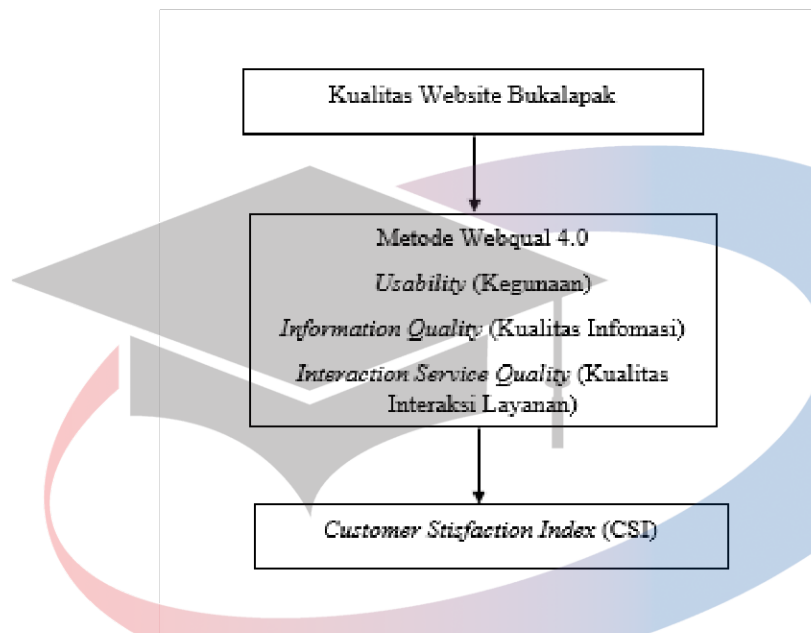 Kualitas Website Bukalapak
Metode Webqual 4.0
Usability (Kegunaan)
Information Quality (Kualitas Infomasi)
Interaction Service Quality (Kualitas
Interaksi Layanan)
Customer Stisfaction Index (CSI)